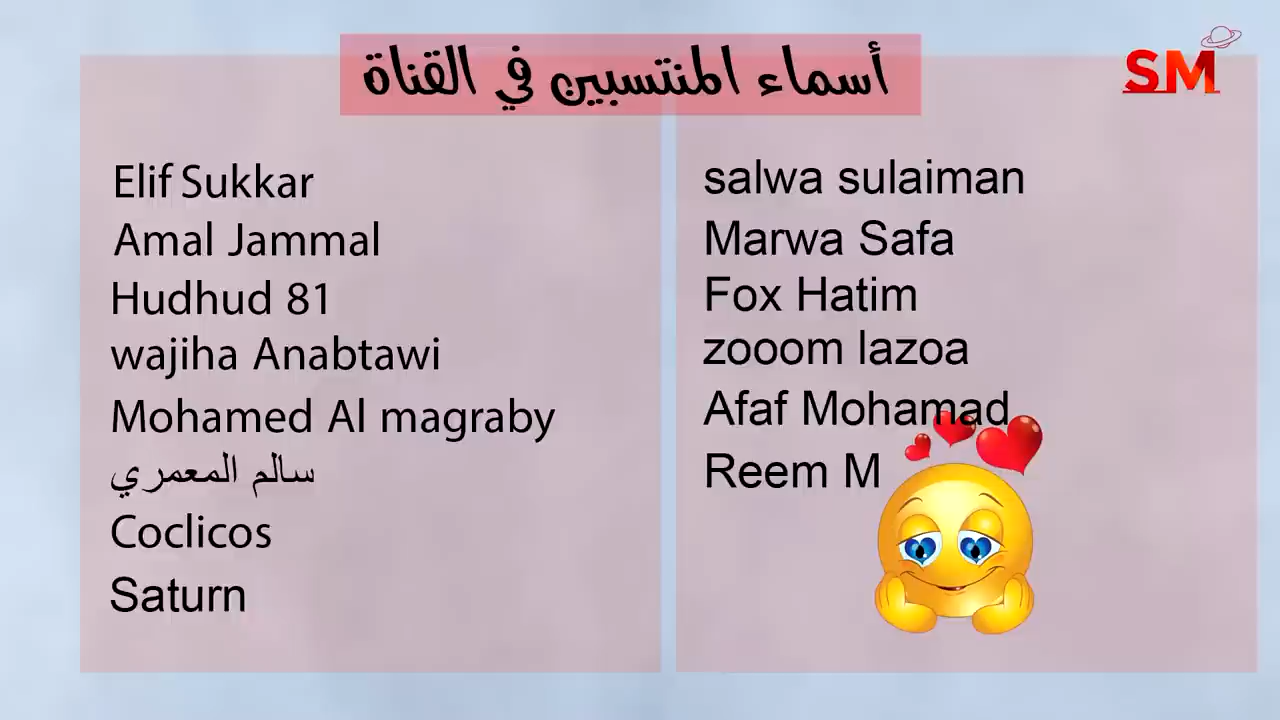 أسماء المنتسبين في القناة
SM
Elif Sukkar
Amal Jammal
Hudhud 81
wajiha Anabtawi
Mohamed Al magraby
سالم المعمري
Coclicos
Saturn
salwa sulaiman
Marwa Safa
Fox Hatim
zooom lazoa
Afaf Mohamad
Reem M